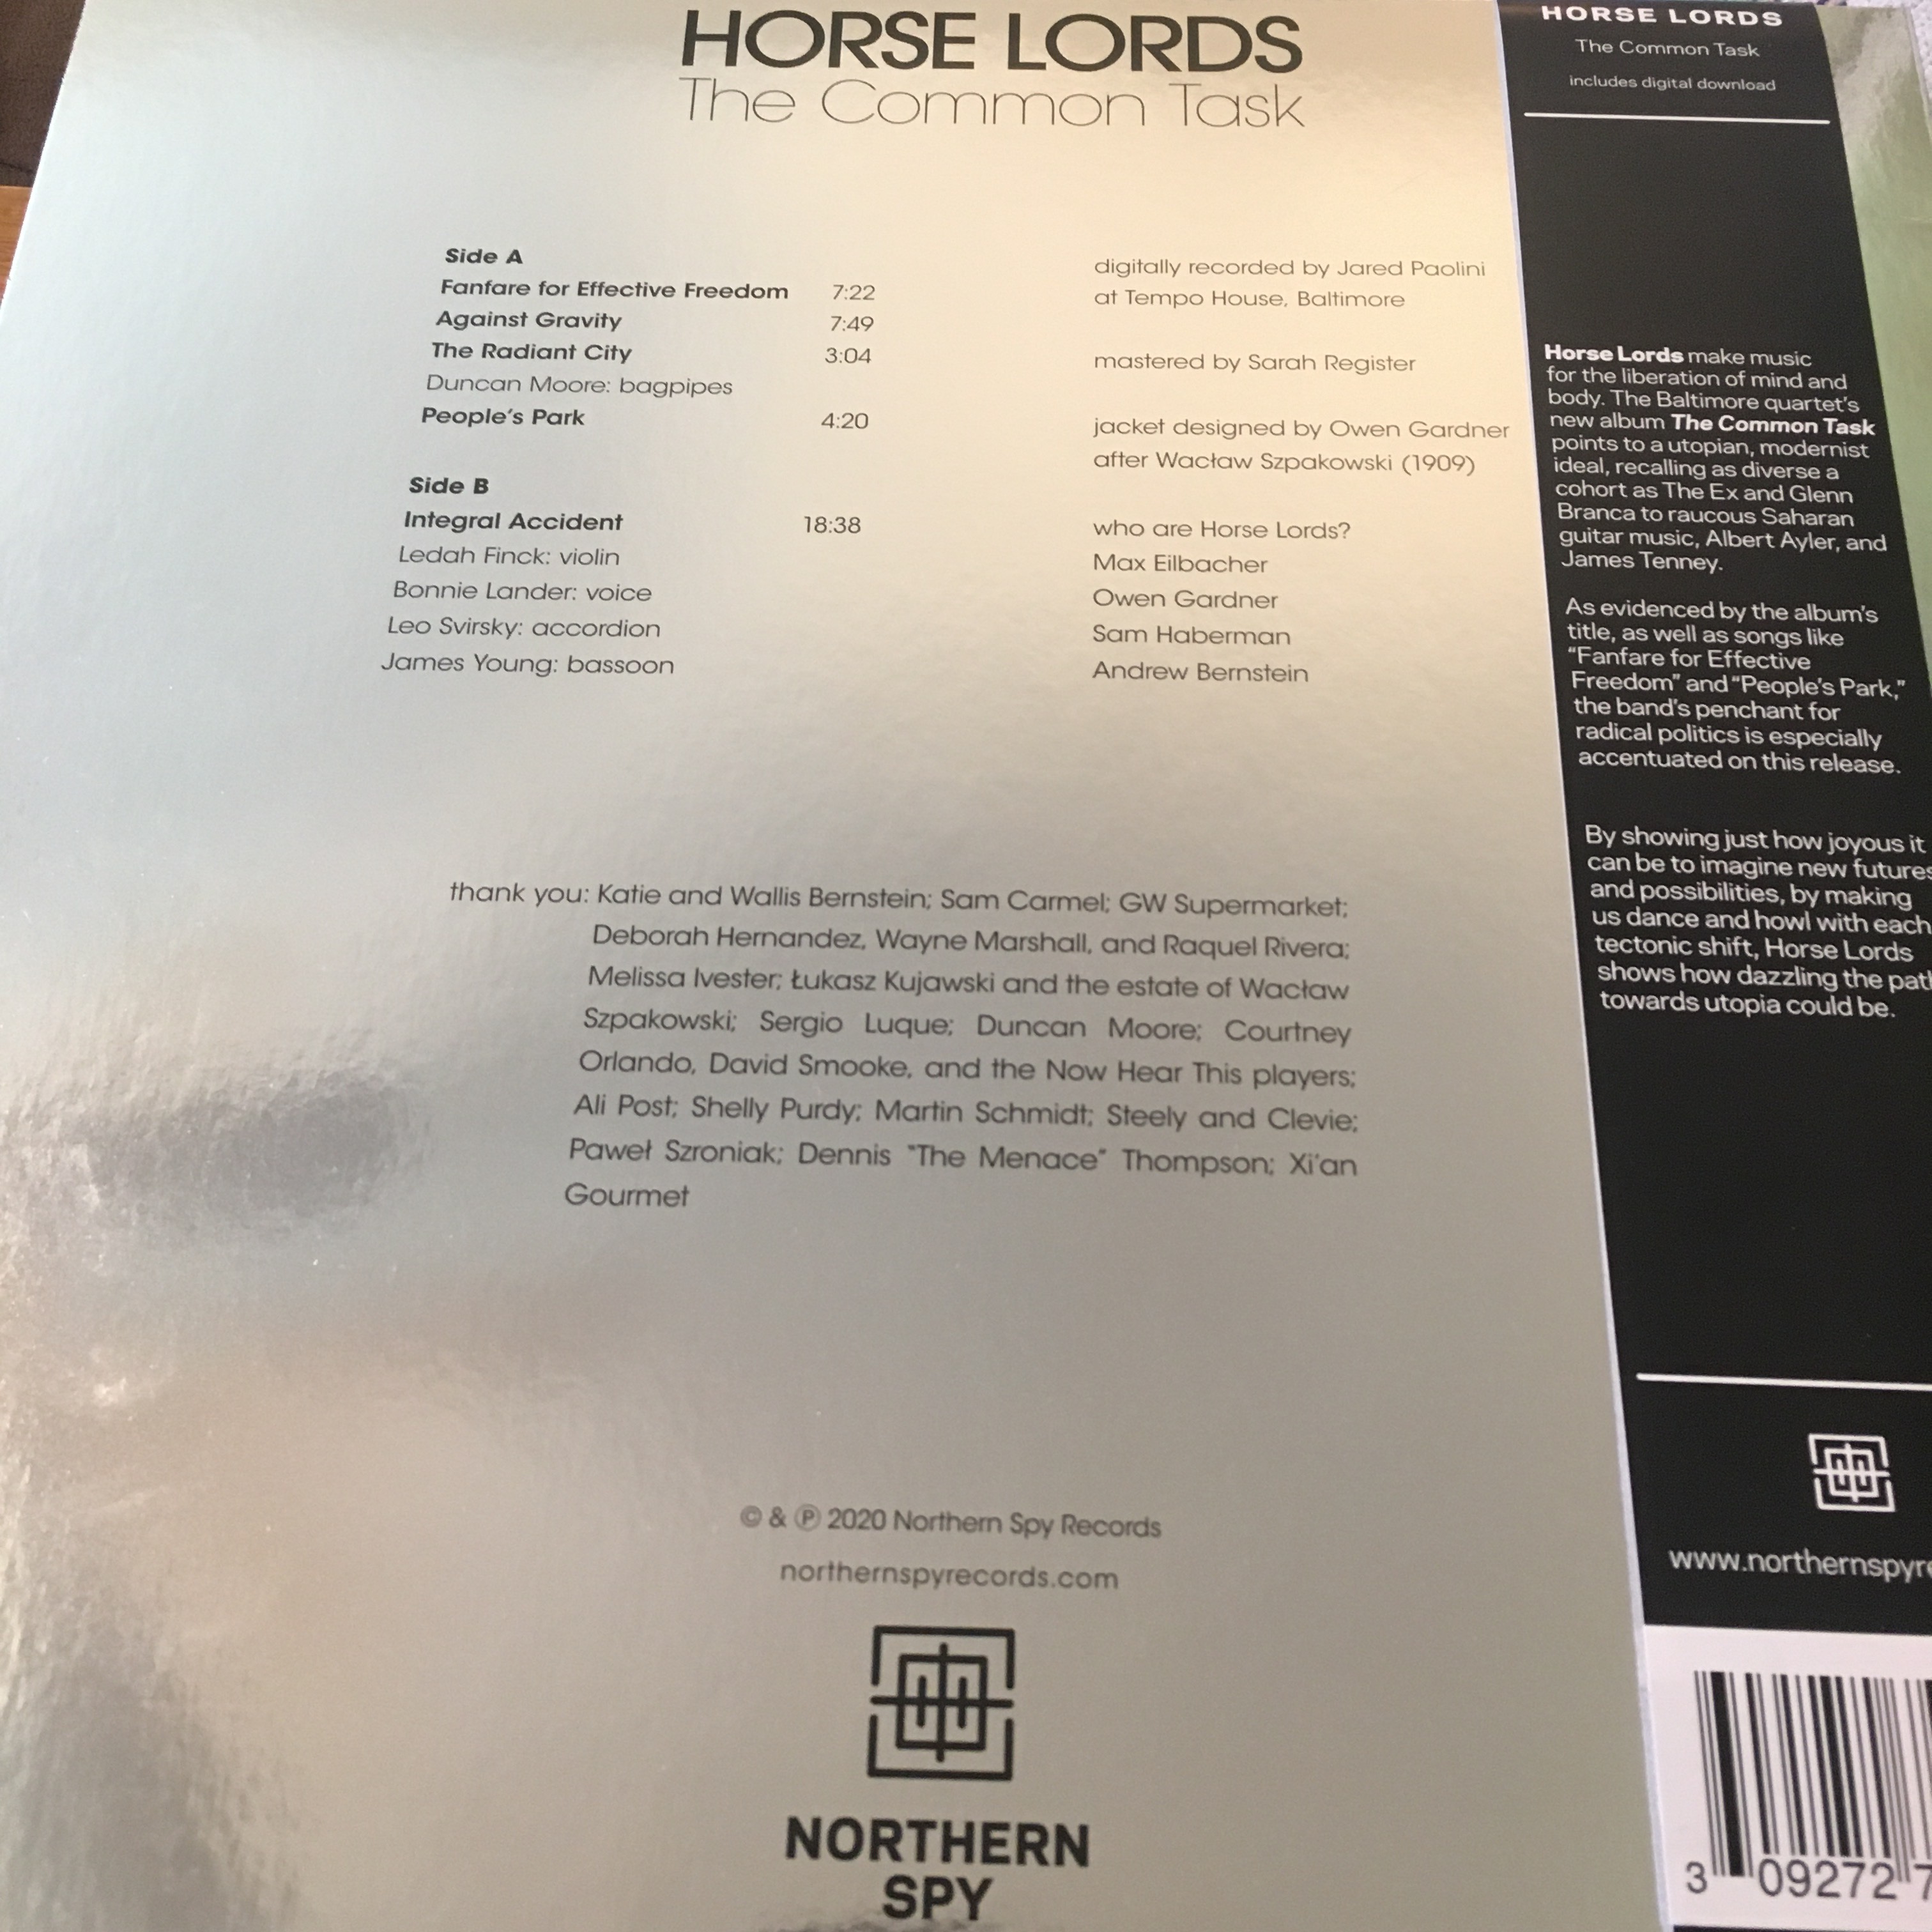 HORSE LORDS
The Common Task
Side A
Fanfare for Effective Freedom 7:22
Against Gravity 7:49
The Radiant City 3:04
Duncan Moore: bagpipes
People's Park 4:20
Side B
Integral Accident 18:38
Ledah Finck: violin
Bonnie Lander: voice
Leo Svirsky: accordion
James Young: bassoon
digitally recorded by Jared Paolini
at Tempo House, Baltimore
mastered by Sarah Register
jacket designed by Owen Gardner
after Wacław Szpakowski (1909)
who are Horse Lords?
Max Eilbacher
Owen Gardner
Sam Haberman
Andrew Bernstein
thank you: Katie and Wallis Bernstein; Sam Carmel; GW Supermarket;
Deborah Hernandez, Wayne Marshall, and Raquel Rivera;
Melissa Ivester; Łukasz Kujawski and the estate of Wacław
Szpakowski; Sergio Luque; Duncan Moore; Courtney
Orlando, David Smooke, and the Now Hear This players;
Ali Post; Shelly Purdy; Martin Schmidt; Steely and Clevie;
Paweł Szroniak; Dennis "The Menace" Thompson; Xi'an
Gourmet
© & ℗ 2020 Northern Spy Records
northernspyrecords.com
NORTHERN
SPY
HORSE LORDS
The Common Task
includes digital download
Horse Lords make music
for the liberation of mind and
body. The Baltimore quartet's
new album The Common Task
points to a utopian, modernist
ideal, recalling as diverse a
cohort as The Ex and Glenn
Branca to raucous Saharan
guitar music, Albert Ayler, and
James Tenney.
As evidenced by the album's
title, as well as songs like
"Fanfare for Effective
Freedom" and "People's Park,"
the band's penchant for
radical politics is especially
accentuated on this release.
By showing just how joyous it
can be to imagine new futures
and possibilities, by making
us dance and howl with each
tectonic shift, Horse Lords
shows how dazzling the path
towards utopia could be.
www.northernspyre
3 09272 7